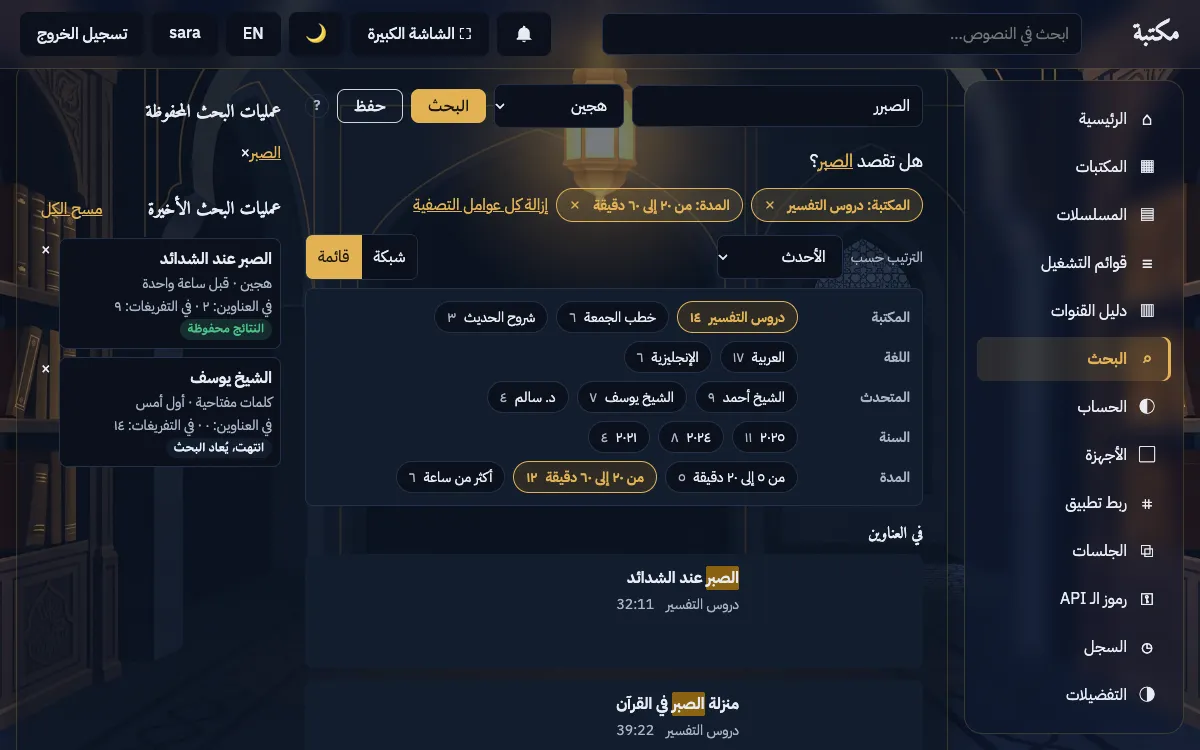 مكتبة
ابحث في النصوص...
⛶ الشاشة الكبيرة
EN
sara
تسجيل الخروج
الرئيسية
المكتبات
المسلسلات
قوائم التشغيل
دليل القنوات
البحث
الحساب
الأجهزة
ربط تطبيق
الجلسات
رموز الـ API
السجل
التفضيلات
الصبرر
هجين
البحث
حفظ
?
هل تقصد الصبر؟
المكتبة: دروس التفسير ×
المدة: من ٢٠ إلى ٦٠ دقيقة ×
إزالة كل عوامل التصفية
الترتيب حسب
الأحدث
شبكة
قائمة
المكتبة
دروس التفسير ١٤
خطب الجمعة ٦
شروح الحديث ٣
اللغة
العربية ١٧
الإنجليزية ٦
المتحدث
الشيخ أحمد ٩
الشيخ يوسف ٧
د. سالم ٤
السنة
٢٠٢٥ ١١
٢٠٢٤ ٨
٢٠٢١ ٤
المدة
من ٥ إلى ٢٠ دقيقة ٥
من ٢٠ إلى ٦٠ دقيقة ١٢
أكثر من ساعة ٦
في العناوين
الصبر عند الشدائد
دروس التفسير 32:11
منزلة الصبر في القرآن
دروس التفسير 39:22
عمليات البحث المحفوظة
الصبر×
عمليات البحث الأخيرة
مسح الكل
الصبر عند الشدائد
×
هجين · قبل ساعة واحدة
في العناوين: ٢ · في التفريغات: ٩
النتائج محفوظة
الشيخ يوسف
×
كلمات مفتاحية · أول أمس
في العناوين: ٠ · في التفريغات: ١٤
انتهت، يُعاد البحث